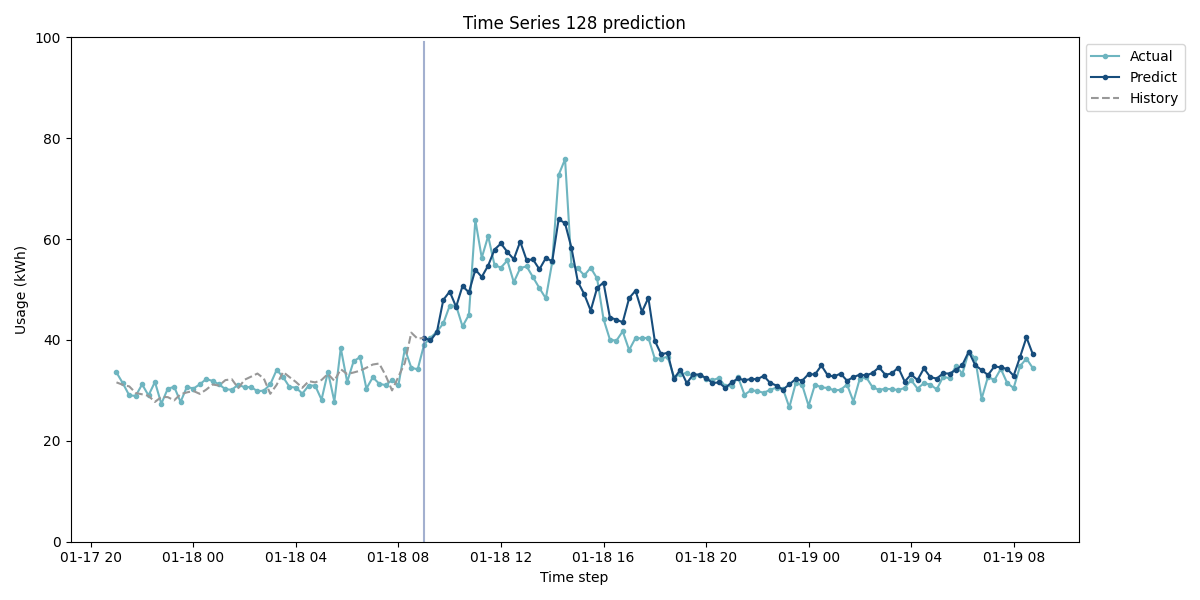 Time Series 128 prediction
100
80
60
40
20
0
Usage (kWh)
01-17 20
01-18 00
01-18 04
01-18 08
01-18 12
01-18 16
01-18 20
01-19 00
01-19 04
01-19 08
Time step
Actual
Predict
History